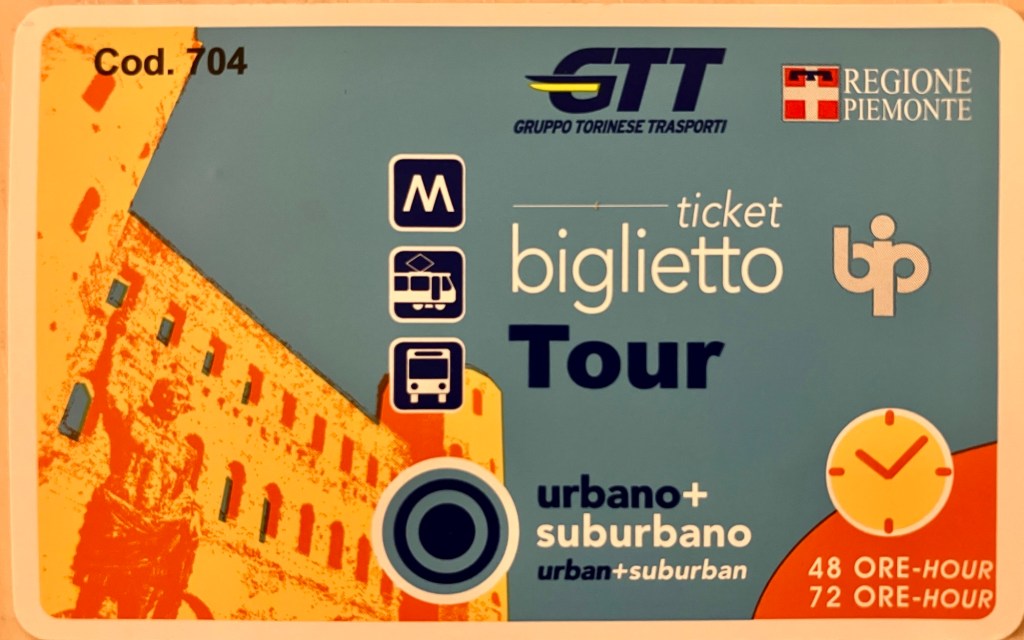 Cod. 704
GTT
GRUPPO TORINESE TRASPORTI
REGIONE
PIEMONTE
M
ticket
biglietto
bip
Tour
urbano+
suburbano
urban+suburban
48 ORE-HOUR
72 ORE-HOUR